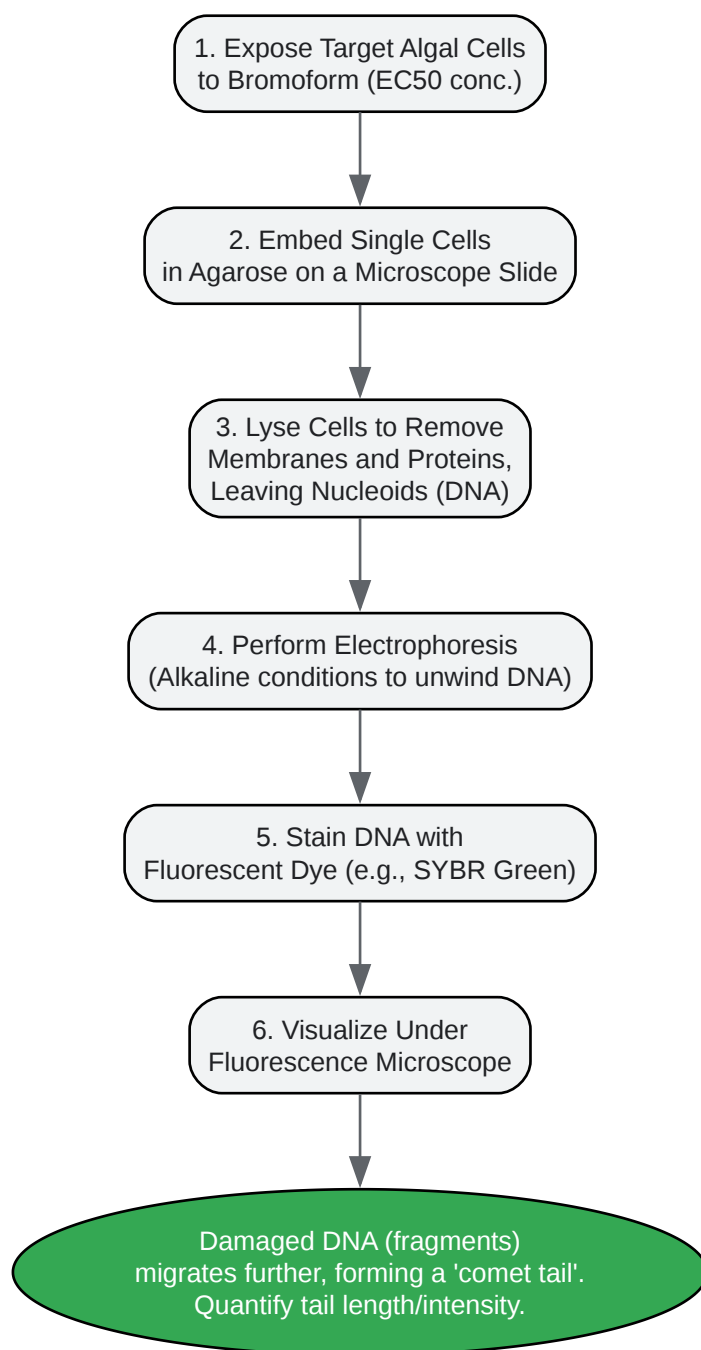 1. Expose Target Algal Cells
to Bromoform (EC50 conc.)
2. Embed Single Cells
in Agarose on a Microscope Slide
3. Lyse Cells to Remove
Membranes and Proteins,
Leaving Nucleoids (DNA)
4. Perform Electrophoresis
(Alkaline conditions to unwind DNA)
5. Stain DNA with
Fluorescent Dye (e.g., SYBR Green)
6. Visualize Under
Fluorescence Microscope
Damaged DNA (fragments)
migrates further, forming a 'comet tail'.
Quantify tail length/intensity.